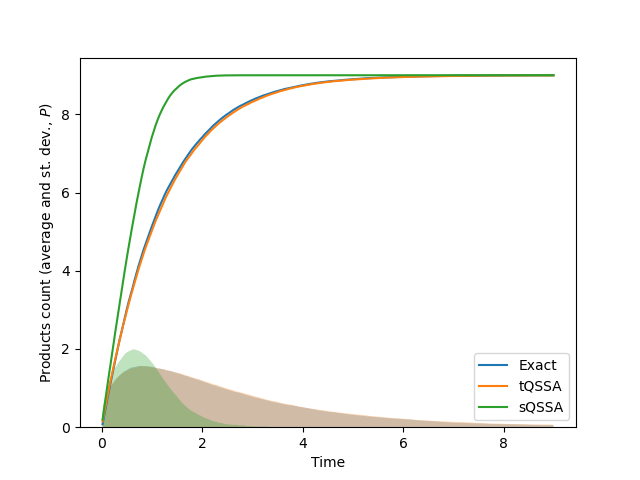 Products count (average and st. dev., P)
8
6
4
2
0
0 2 4 6 8
Time
Exact
tQSSA
sQSSA